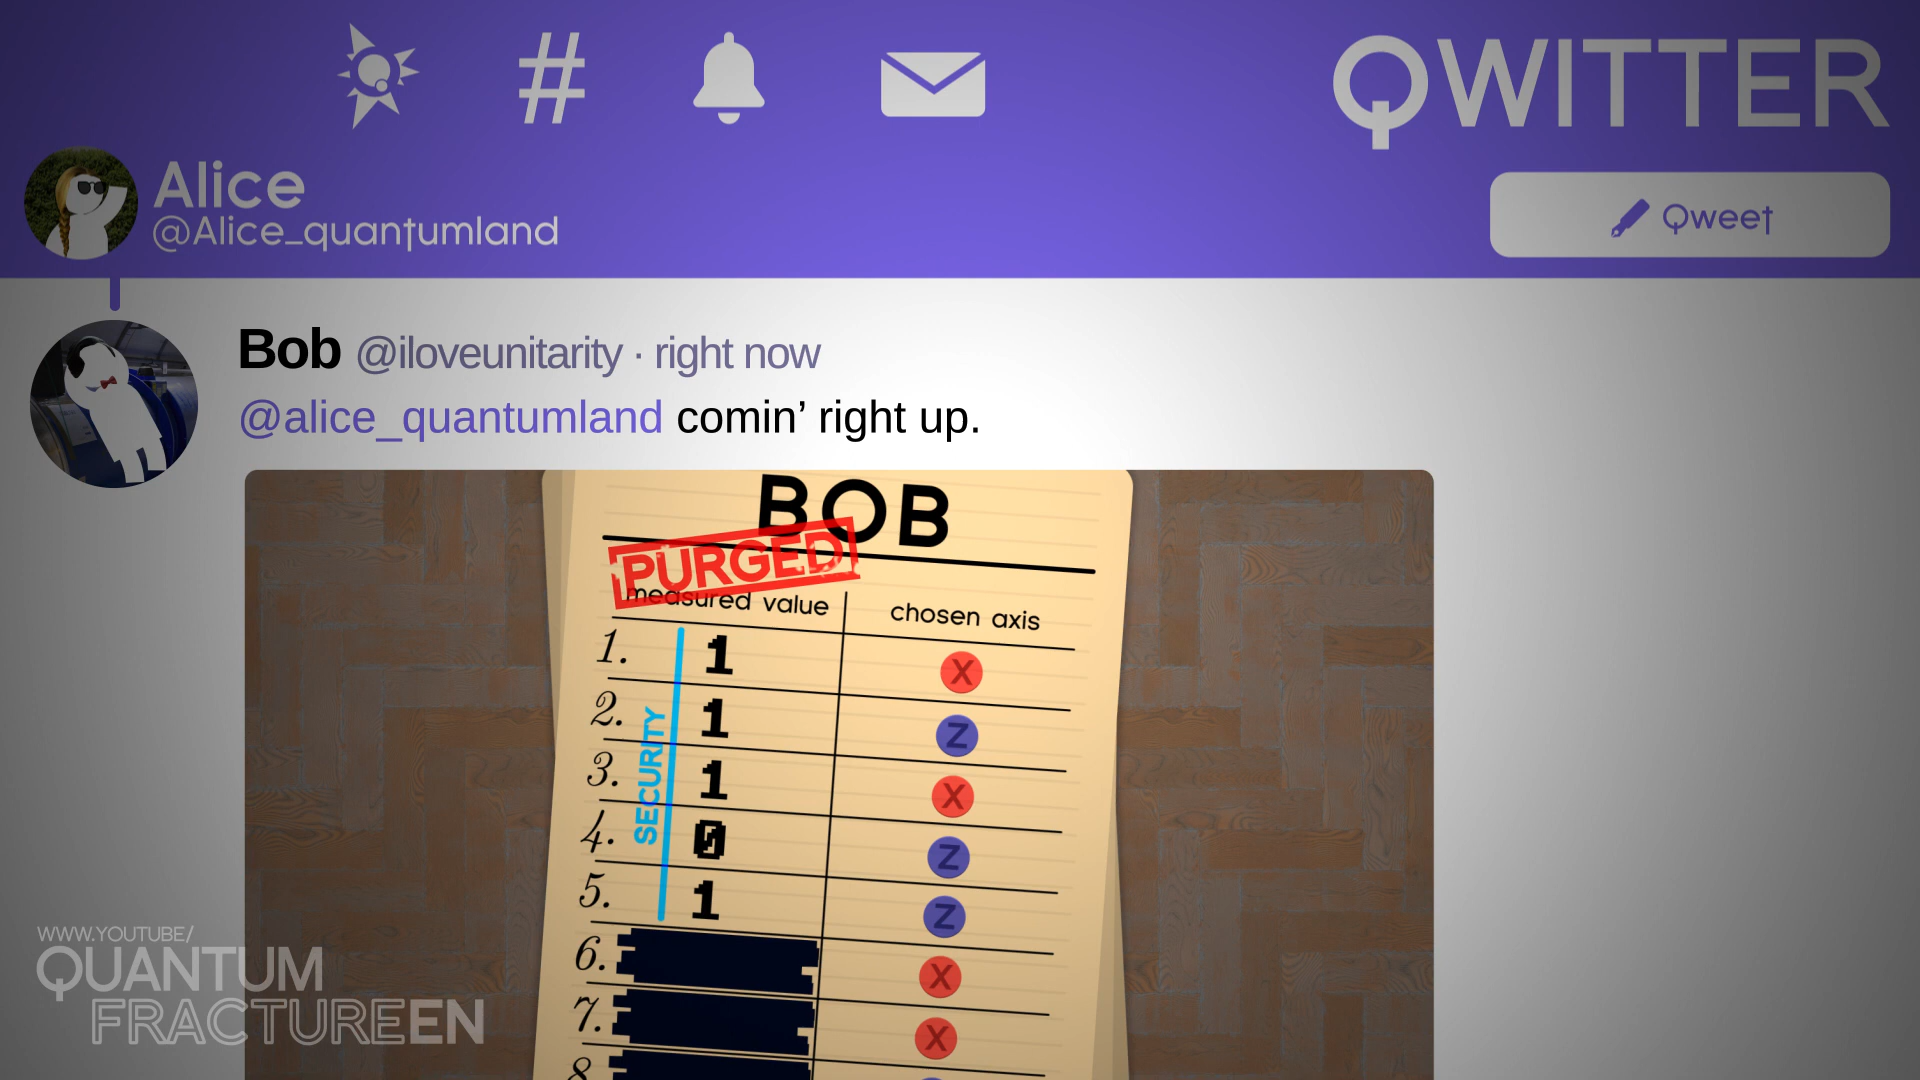 #
QWITTER
Alice
@Alice_quantumland
Qweet
Bob @iloveunitarity · right now
@alice_quantumland comin’ right up.
BOB
PURGED
measured value
chosen axis
SECURITY
1. 1 X
2. 1 Z
3. 1 X
4. 0 Z
5. 1 Z
6. X
7. X
8.
WWW.YOUTUBE/
QUANTUM
FRACTUREEN